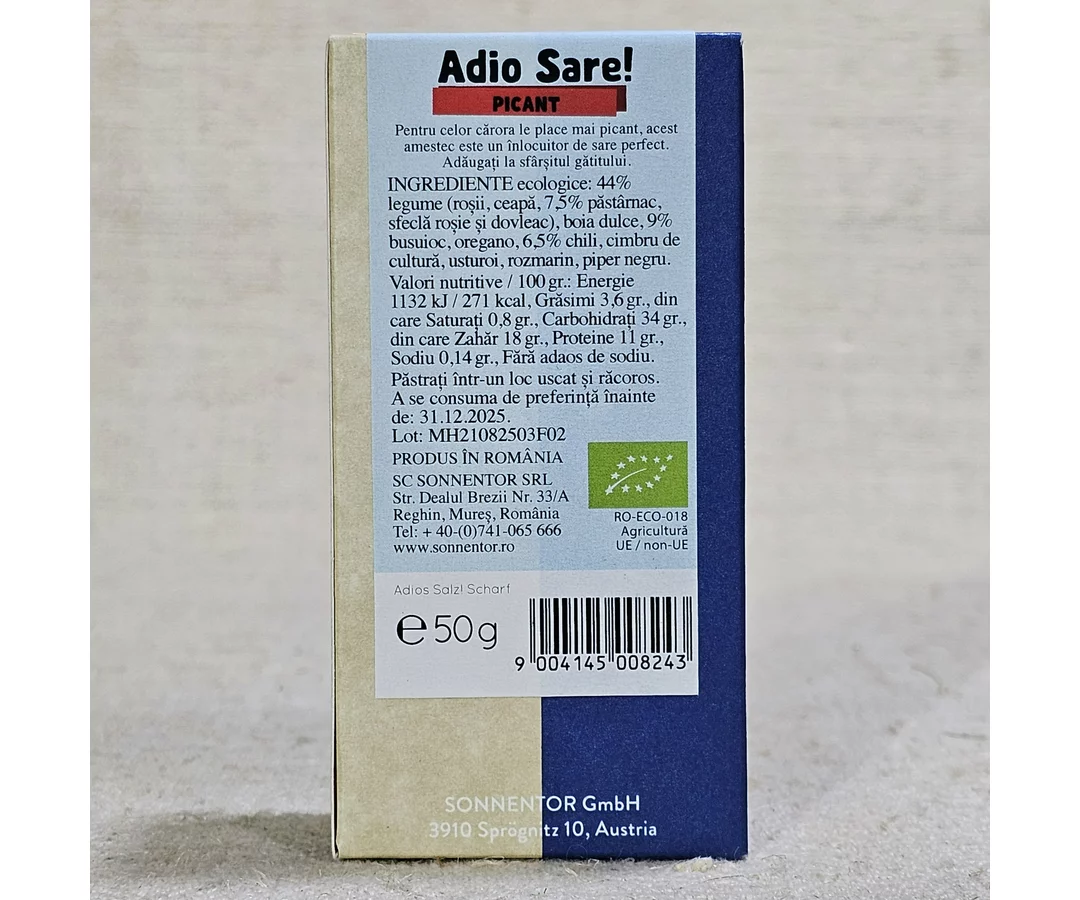 Adio Sare!
PICANT
Pentru celor cărora le place mai picant, acest
amestec este un înlocuitor de sare perfect.
Adăugați la sfârșitul gătitului.
INGREDIENTE ecologice: 44%
legume (roșii, ceapă, 7,5% păstârnac,
sfeclă roșie și dovleac), boia dulce, 9%
busuioc, oregano, 6,5% chili, cimbru de
cultură, usturoi, rozmarin, piper negru.
Valori nutritive / 100 gr.: Energie
1132 kJ / 271 kcal, Grăsimi 3,6 gr., din
care Saturați 0,8 gr., Carbohidrați 34 gr.,
din care Zahăr 18 gr., Proteine 11 gr.,
Sodiu 0,14 gr., Fără adaos de sodiu.
Păstrați într-un loc uscat și răcoros.
A se consuma de preferință înainte
de: 31.12.2025.
Lot: MH21082503F02
PRODUS ÎN ROMÂNIA
SC SONNENTOR SRL
Str. Dealul Brezii Nr. 33/A
Reghin, Mureș, România
Tel: + 40-(0)741-065 666
www.sonnentor.ro
RO-ECO-018
Agricultură
UE / non-UE
Adios Salz! Scharf
℮ 50 g
9 004145 008243
SONNENTOR GmbH
3910 Sprögnitz 10, Austria